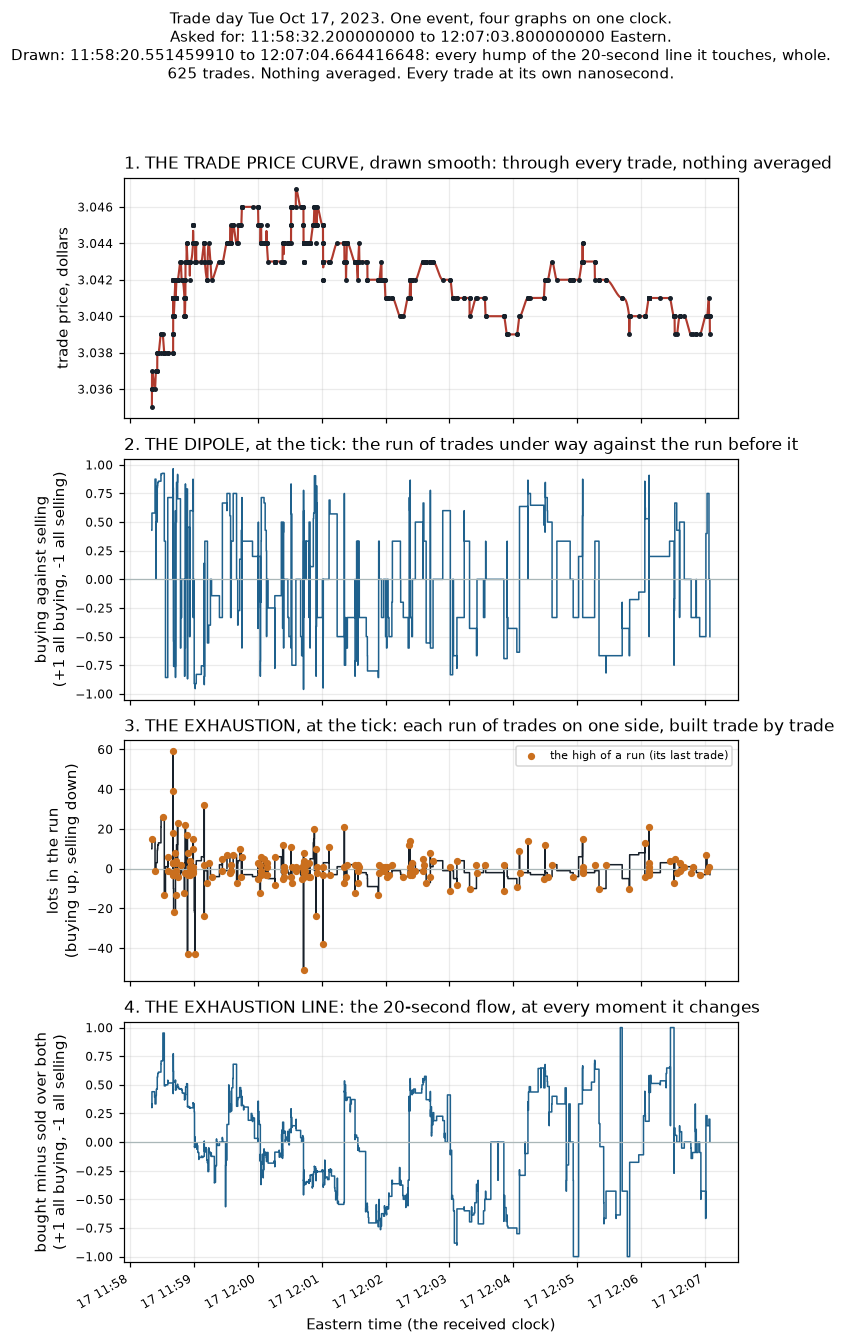 Trade day Tue Oct 17, 2023. One event, four graphs on one clock.
Asked for: 11:58:32.200000000 to 12:07:03.800000000 Eastern.
Drawn: 11:58:20.551459910 to 12:07:04.664416648: every hump of the 20-second line it touches, whole.
625 trades. Nothing averaged. Every trade at its own nanosecond.
1. THE TRADE PRICE CURVE, drawn smooth: through every trade, nothing averaged
trade price, dollars
3.046
3.044
3.042
3.040
3.038
3.036
2. THE DIPOLE, at the tick: the run of trades under way against the run before it
buying against selling
(+1 all buying, -1 all selling)
1.00
0.75
0.50
0.25
0.00
−0.25
−0.50
−0.75
−1.00
3. THE EXHAUSTION, at the tick: each run of trades on one side, built trade by trade
lots in the run
(buying up, selling down)
60
40
20
0
−20
−40
the high of a run (its last trade)
4. THE EXHAUSTION LINE: the 20-second flow, at every moment it changes
bought minus sold over both
(+1 all buying, -1 all selling)
1.00
0.75
0.50
0.25
0.00
−0.25
−0.50
−0.75
−1.00
17 11:58
17 11:59
17 12:00
17 12:01
17 12:02
17 12:03
17 12:04
17 12:05
17 12:06
17 12:07
Eastern time (the received clock)